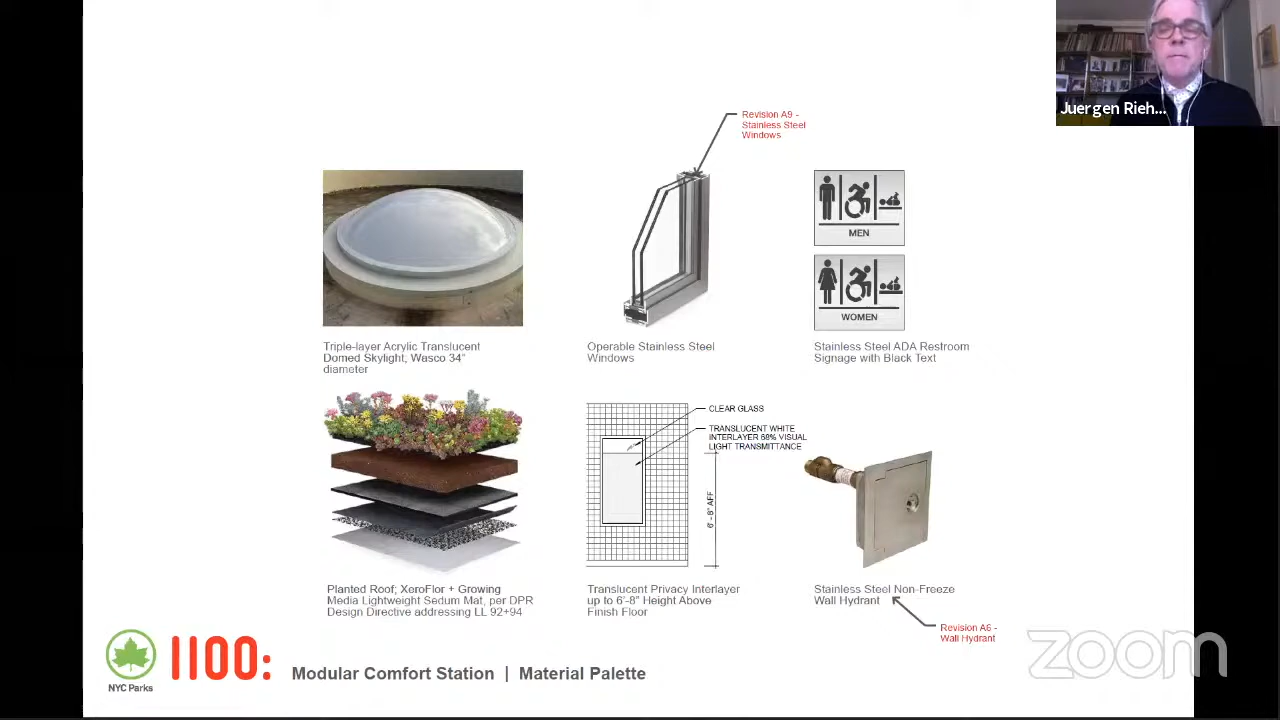 Juergen Rieh...
Revision A9 -
Stainless Steel
Windows
MEN
WOMEN
Triple-layer Acrylic Translucent
Domed Skylight, Wasco 34"
diameter
Operable Stainless Steel
Windows
Stainless Steel ADA Restroom
Signage with Black Text
CLEAR GLASS
TRANSLUCENT WHITE
INTERLAYER 68% VISUAL
LIGHT TRANSMITTANCE
6' - 8" AFF
Planted Roof; XeroFlor + Growing
Media Lightweight Sedum Mat, per DPR
Design Directive addressing LL 92+94
Translucent Privacy Interlayer
up to 6'-8" Height Above
Finish Floor
Stainless Steel Non-Freeze
Wall Hydrant
Revision A6 -
Wall Hydrant
NYC Parks
1100:
Modular Comfort Station | Material Palette
zoom